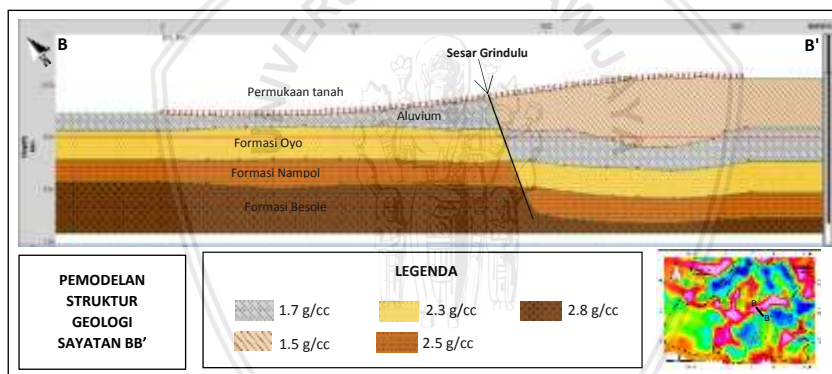 B
B'
Sesar Grindulu
Permukaan tanah
Aluvium
Formasi Oyo
Formasi Nampol
Formasi Besole
PEMODELAN
STRUKTUR
GEOLOGI
SAYATAN BB'
LEGENDA
1.7 g/cc
2.3 g/cc
2.8 g/cc
1.5 g/cc
2.5 g/cc
A
B
B'